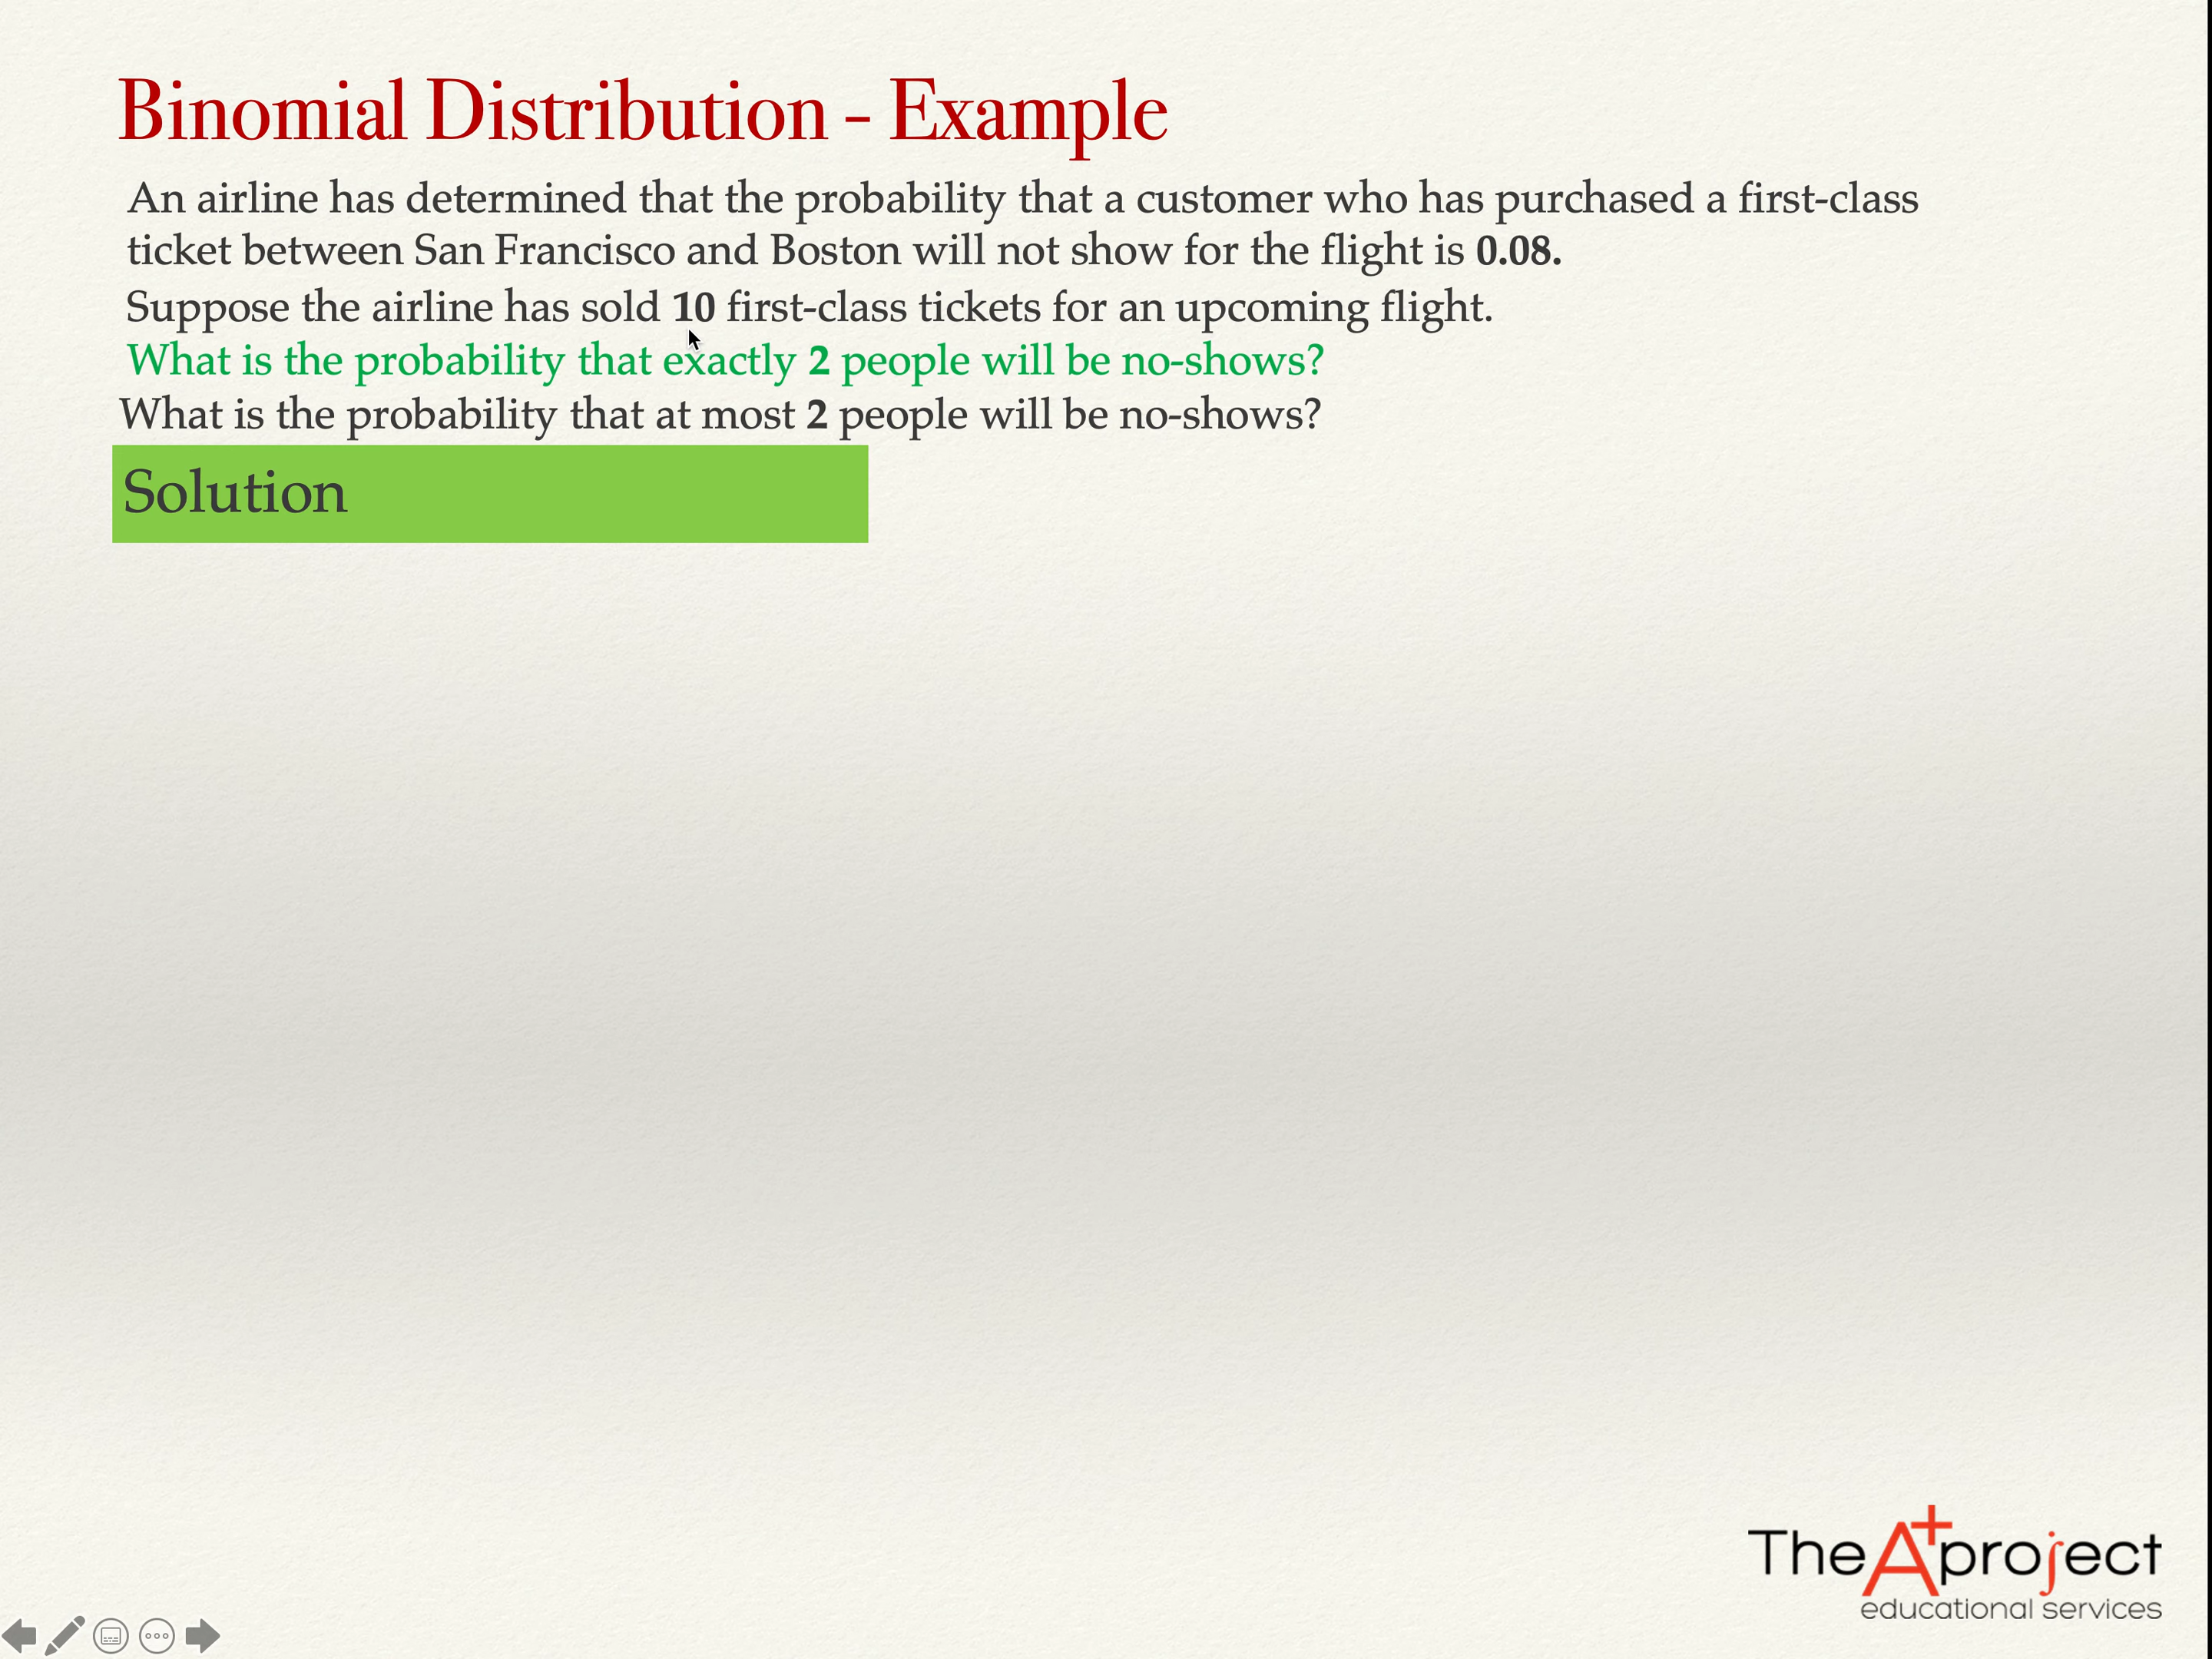 Binomial Distribution - Example
An airline has determined that the probability that a customer who has purchased a first-class
ticket between San Francisco and Boston will not show for the flight is 0.08.
Suppose the airline has sold 10 first-class tickets for an upcoming flight.
What is the probability that exactly 2 people will be no-shows?
What is the probability that at most 2 people will be no-shows?
Solution
The A+ project
educational services